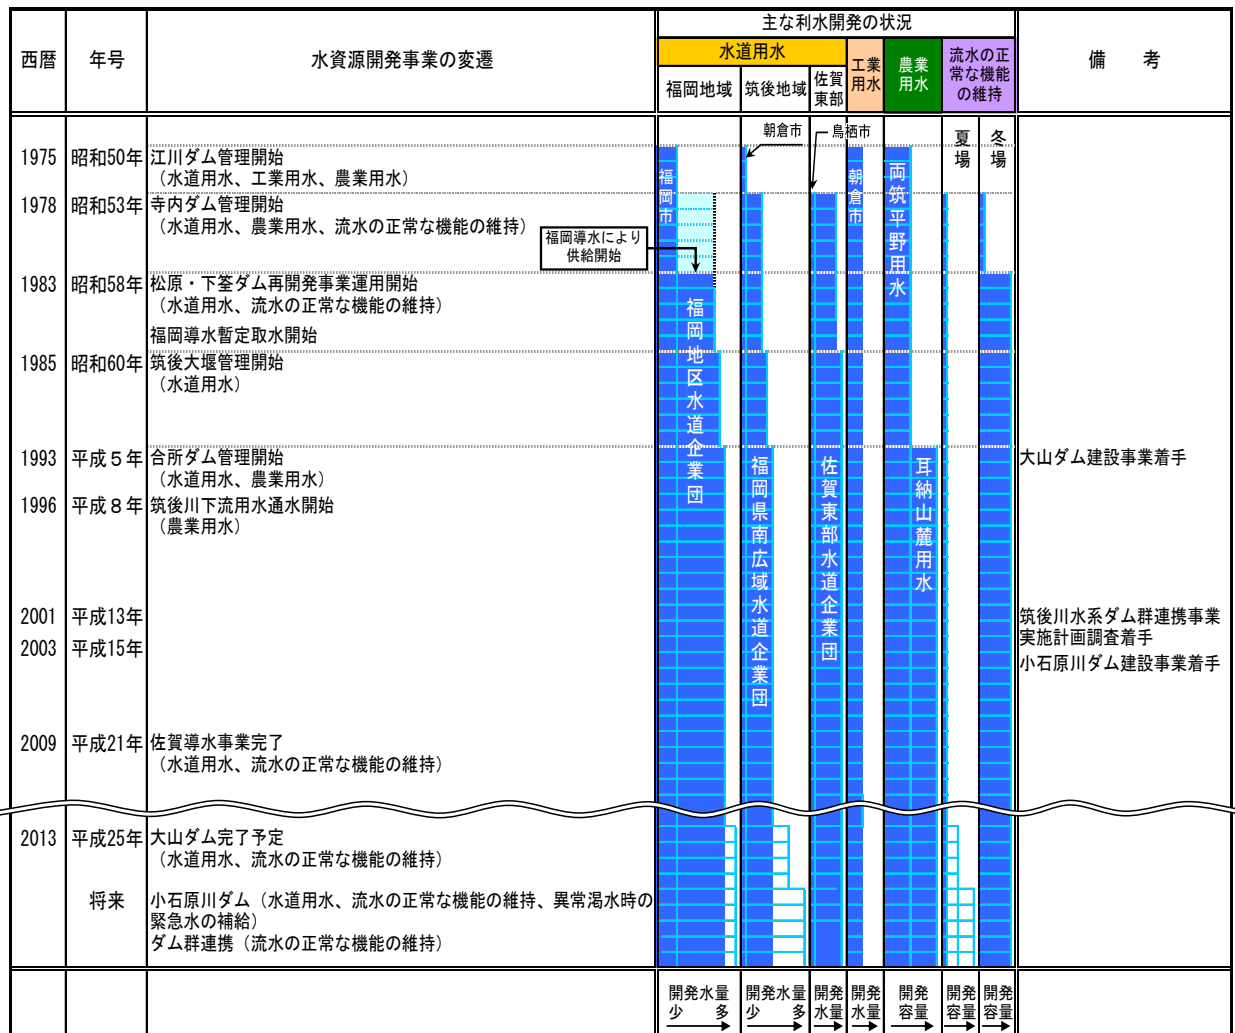 西暦
年号
水資源開発事業の変遷
主な利水開発の状況
水道用水
福岡地域
筑後地域
佐賀
東部
工業
用水
農業
用水
流水の正
常な機能
の維持
備　考
朝倉市
鳥栖市
夏場
冬場
1975 昭和50年 江川ダム管理開始
（水道用水、工業用水、農業用水）
福岡市
朝倉市
両筑平野用水
1978 昭和53年 寺内ダム管理開始
（水道用水、農業用水、流水の正常な機能の維持）
福岡導水により
供給開始
1983 昭和58年 松原・下筌ダム再開発事業運用開始
（水道用水、流水の正常な機能の維持）
福岡導水暫定取水開始
福岡地区水道企業団
1985 昭和60年 筑後大堰管理開始
（水道用水）
1993 平成５年 合所ダム管理開始
（水道用水、農業用水）
大山ダム建設事業着手
福岡県南広域水道企業団
佐賀東部水道企業団
耳納山麓用水
1996 平成８年 筑後川下流用水通水開始
（農業用水）
2001 平成13年
筑後川水系ダム群連携事業
実施計画調査着手
2003 平成15年
小石原川ダム建設事業着手
2009 平成21年 佐賀導水事業完了
（水道用水、流水の正常な機能の維持）
2013 平成25年 大山ダム完了予定
（水道用水、流水の正常な機能の維持）
将来 小石原川ダム（水道用水、流水の正常な機能の維持、異常渇水時の
緊急水の補給）
ダム群連携（流水の正常な機能の維持）
開発水量
少　多
開発水量
少　多
開発
水量
開発
水量
開発
容量
開発
容量
開発
容量